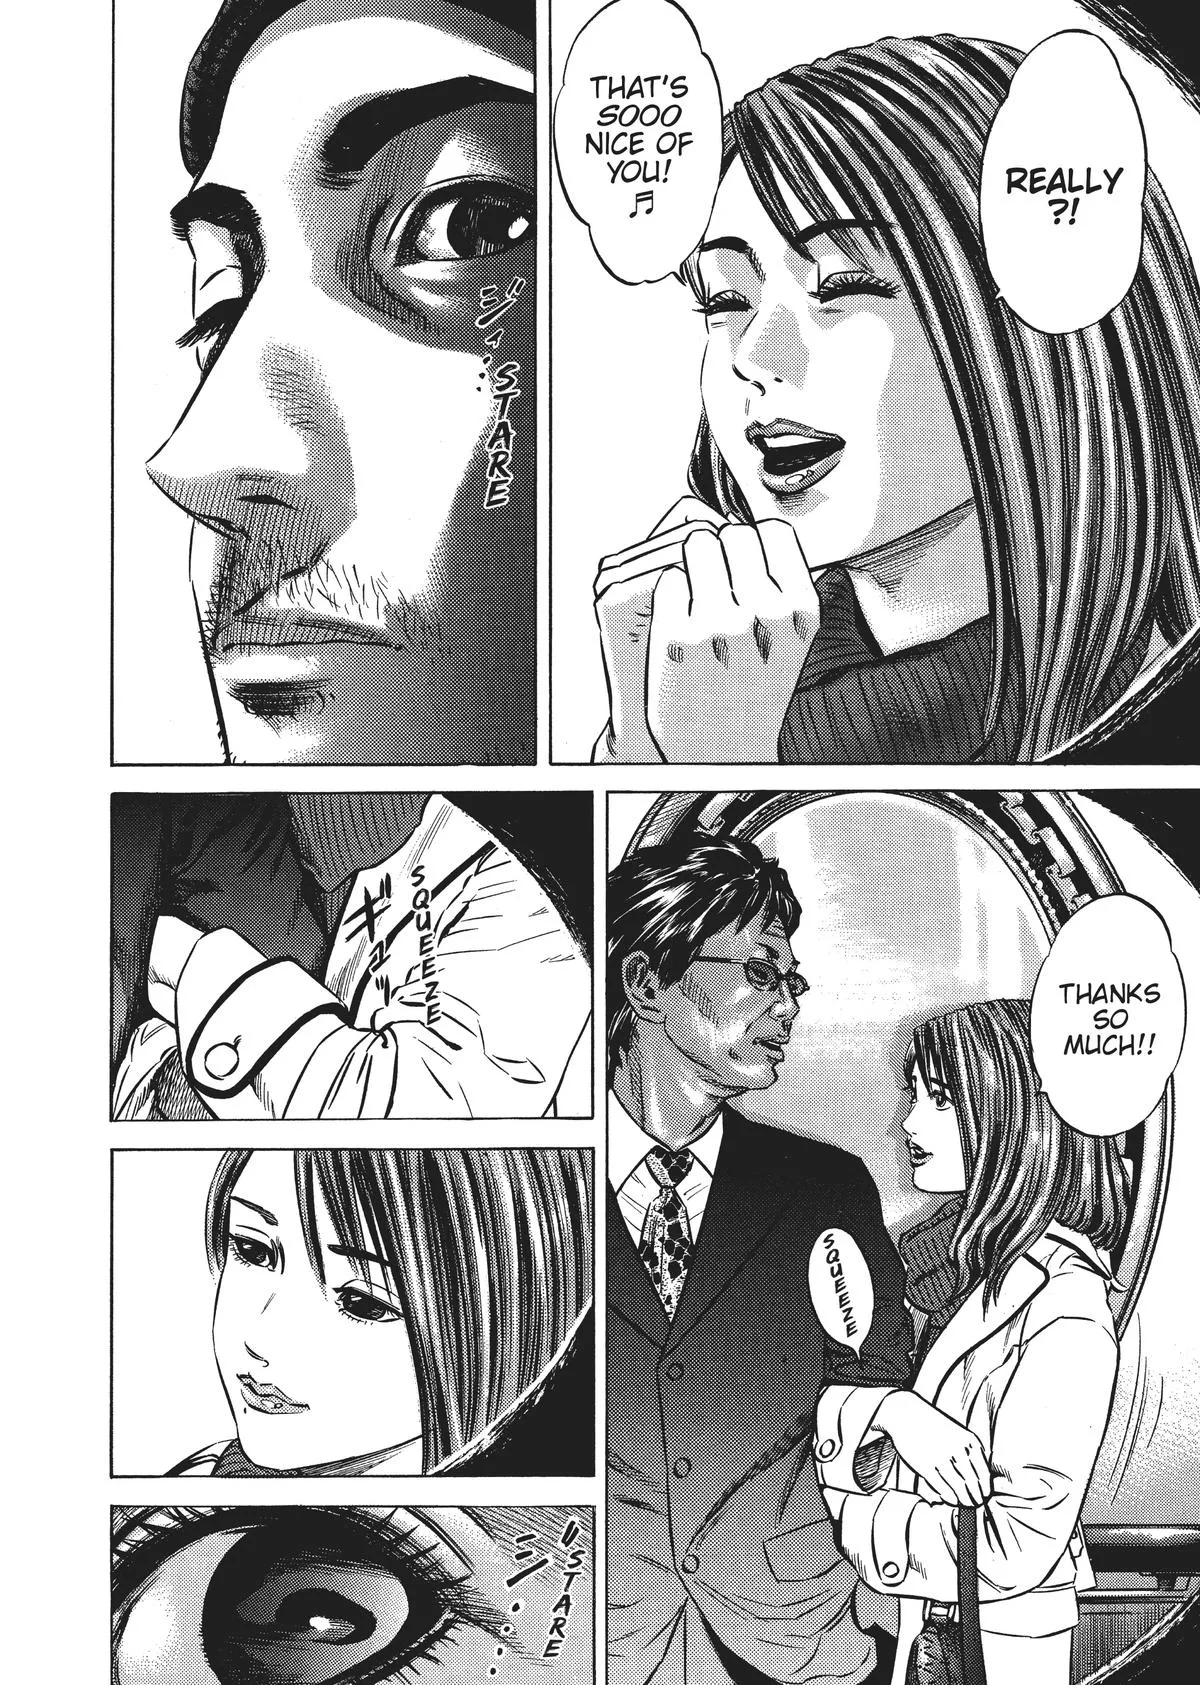 REALLY
?!
THAT'S
SOOO
NICE OF
YOU!
♫
ジィ
STARE
THANKS
SO
MUCH!!
SQUEEZE
ギュッ
SQUEEZE
ジ
STARE